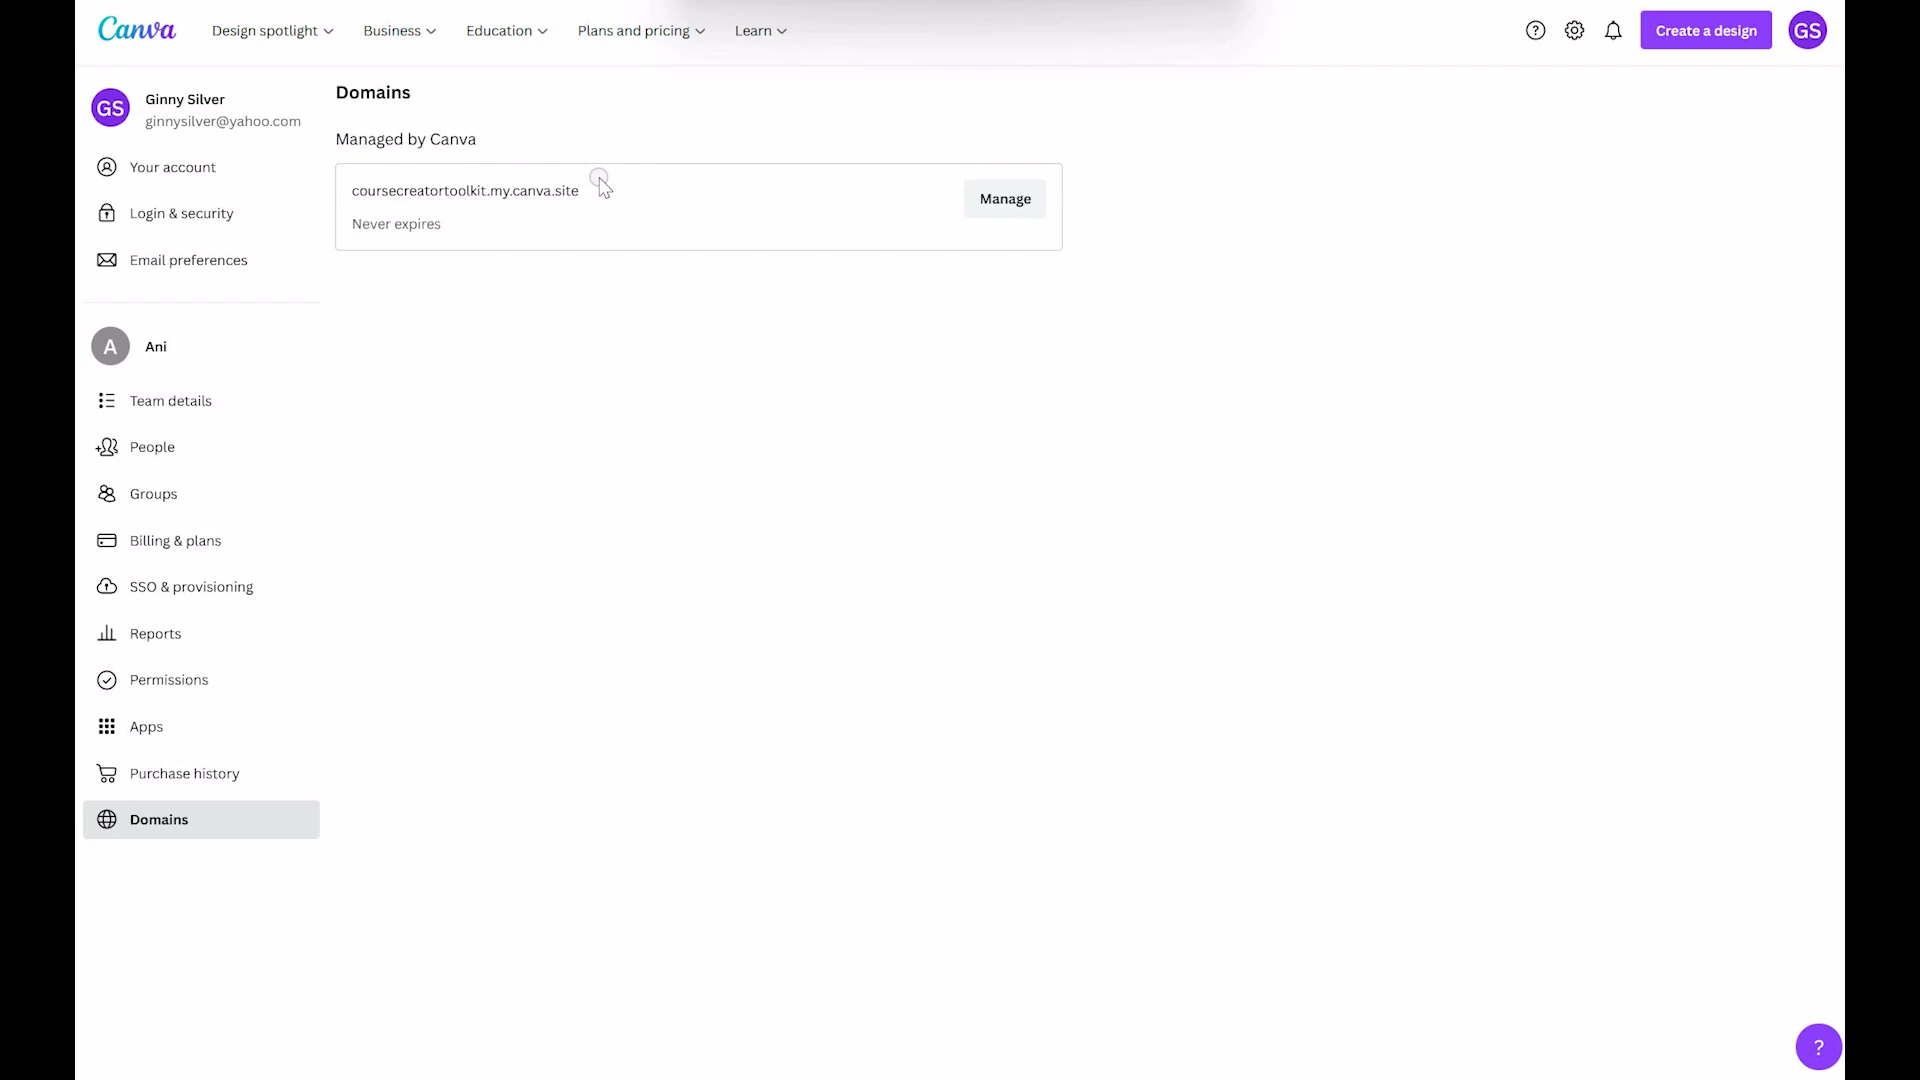 Canva
Design spotlight
Business
Education
Plans and pricing
Learn
?
Create a design
GS
GS
Ginny Silver
ginnysilver@yahoo.com
Your account
Login & security
Email preferences
A
Ani
Team details
People
Groups
Billing & plans
SSO & provisioning
Reports
Permissions
Apps
Purchase history
Domains
Domains
Managed by Canva
coursecreatortoolkit.my.canva.site
Never expires
Manage
?